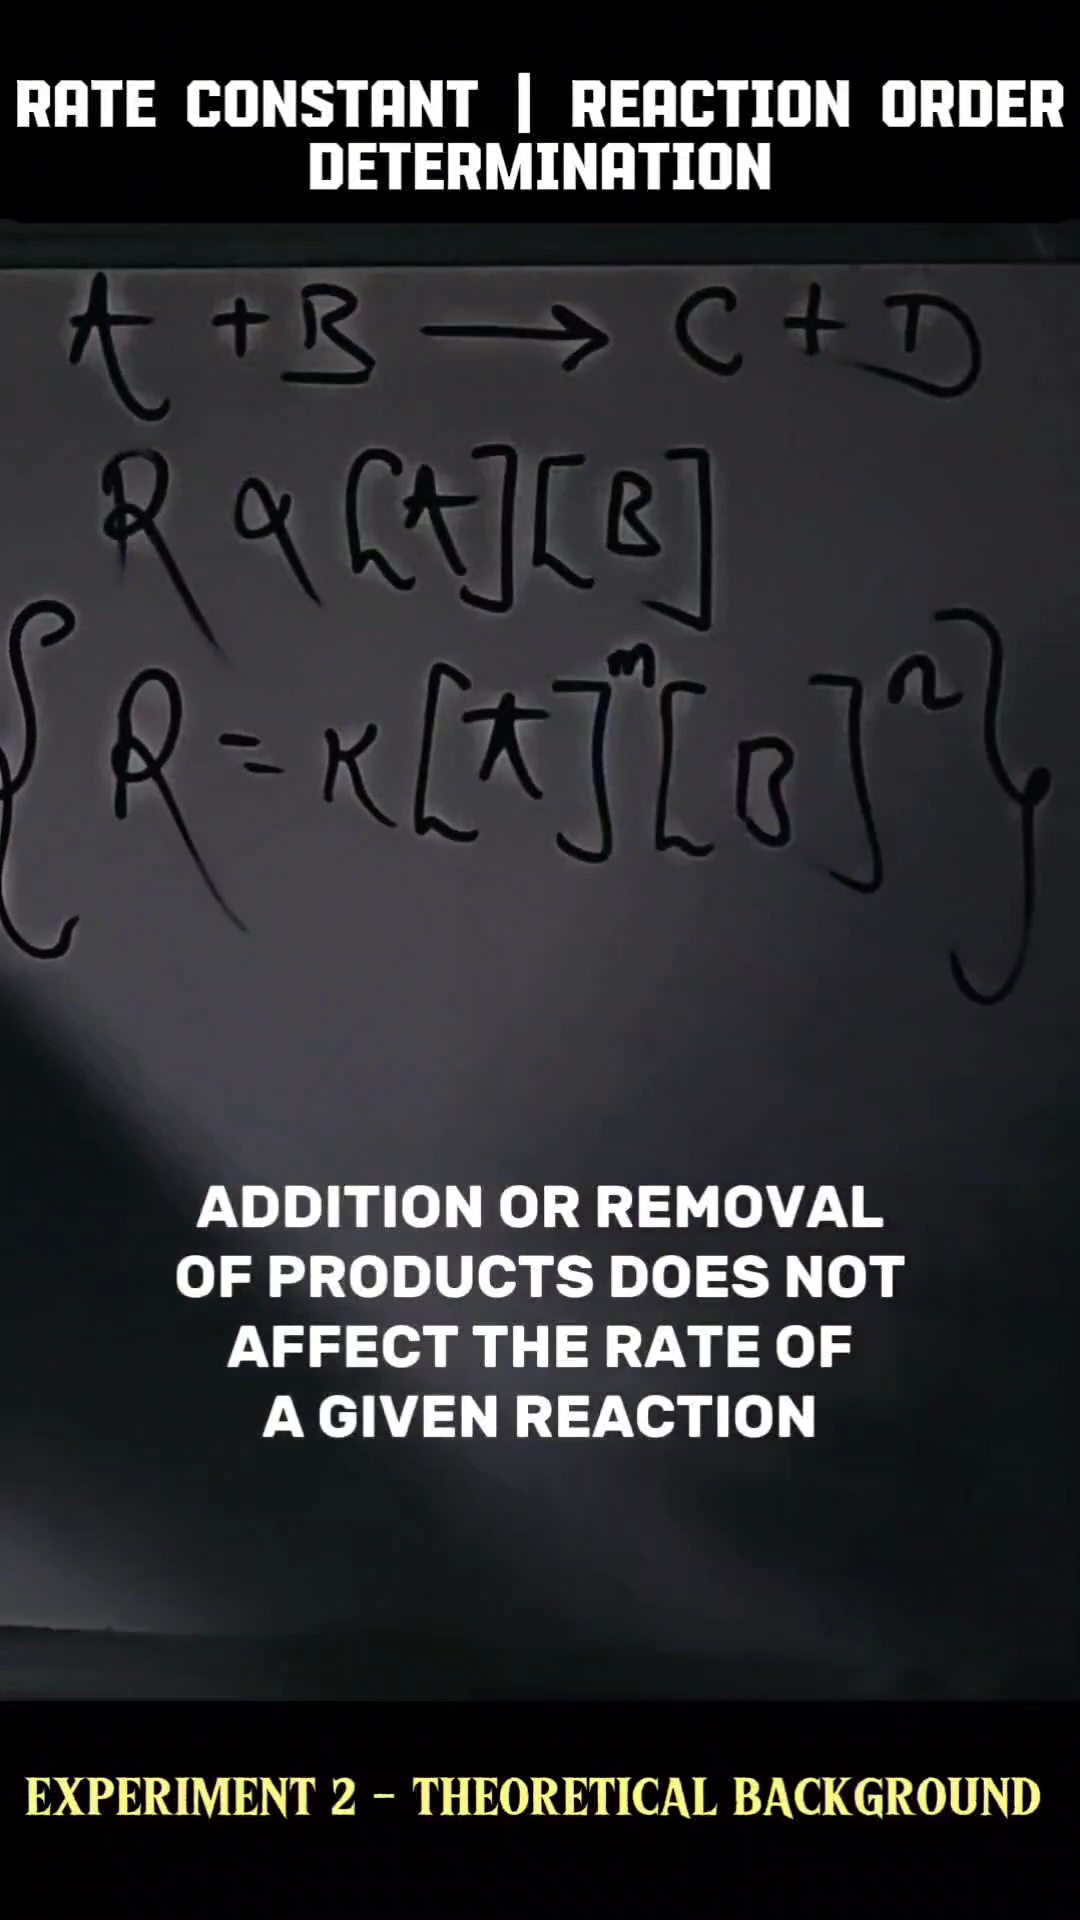 RATE CONSTANT | REACTION ORDER
DETERMINATION
A + B → C + D
R α [A][B]
{R = K[A]ᵐ[B]ⁿ}
ADDITION OR REMOVAL
OF PRODUCTS DOES NOT
AFFECT THE RATE OF
A GIVEN REACTION
EXPERIMENT 2 - THEORETICAL BACKGROUND